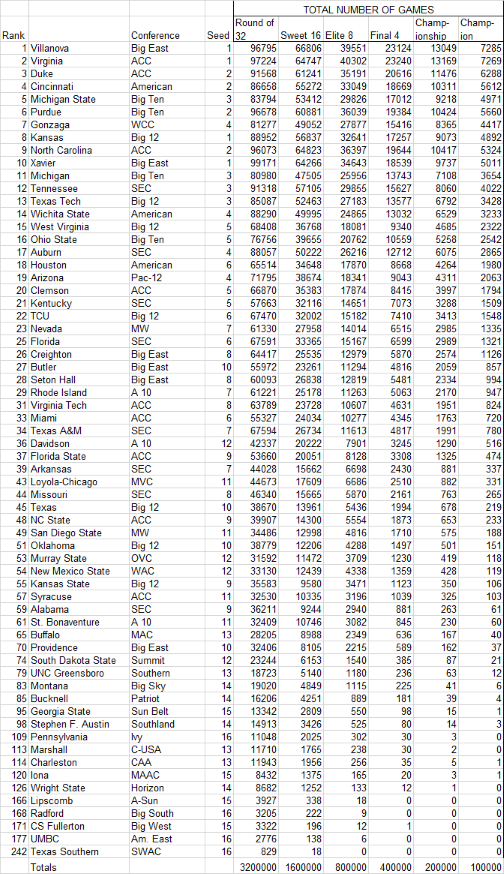 TOTAL NUMBER OF GAMES
Round of Champ- Champ-
Rank Conference Seed 32 Sweet 16 Elite 8 Final 4 ionship ion
1 Villanova Big East 1 96795 66806 39551 23124 13049 7285
2 Virginia ACC 1 97224 64747 40302 23240 13169 7269
3 Duke ACC 2 91568 61241 35191 20616 11476 6288
4 Cincinnati American 2 86658 55272 33049 18669 10311 5612
5 Michigan State Big Ten 3 83794 53412 29826 17012 9218 4971
6 Purdue Big Ten 2 96678 60881 36039 19384 10424 5660
7 Gonzaga WCC 4 81277 49052 27877 15416 8365 4417
8 Kansas Big 12 1 88952 56837 32641 17257 9073 4892
9 North Carolina ACC 2 96073 64823 36397 19644 10417 5324
10 Xavier Big East 1 99171 64266 34643 18539 9737 5011
11 Michigan Big Ten 3 80980 47505 25956 13743 7108 3654
12 Tennessee SEC 3 91318 57105 29855 15627 8060 4022
13 Texas Tech Big 12 3 85087 52463 27183 13577 6792 3428
14 Wichita State American 4 88290 49995 24865 13032 6529 3233
15 West Virginia Big 12 5 68408 36768 18081 9340 4685 2322
16 Ohio State Big Ten 5 76756 39655 20762 10559 5258 2542
17 Auburn SEC 4 88057 50222 26216 12712 6075 2865
18 Houston American 6 65514 34648 17870 8668 4264 1980
19 Arizona Pac-12 4 71795 38674 18341 9043 4311 2063
20 Clemson ACC 5 66870 35383 17874 8415 3997 1794
21 Kentucky SEC 5 57663 32116 14651 7073 3288 1509
22 TCU Big 12 6 67470 32002 15182 7410 3413 1548
23 Nevada MW 7 61330 27958 14014 6515 2985 1335
25 Florida SEC 6 67591 33365 15167 6599 2989 1321
26 Creighton Big East 8 64417 25535 12979 5870 2574 1126
27 Butler Big East 10 55972 23261 11294 4816 2059 857
28 Seton Hall Big East 8 60093 26838 12819 5481 2334 994
29 Rhode Island A 10 7 61221 25178 11263 5063 2170 947
31 Virginia Tech ACC 8 63789 23728 10607 4631 1951 824
33 Miami ACC 6 55327 24034 10277 4345 1763 720
34 Texas A&M SEC 7 67594 26734 11613 4817 1991 780
36 Davidson A 10 12 42337 20222 7901 3245 1290 516
37 Florida State ACC 9 53660 20051 8128 3308 1325 474
39 Arkansas SEC 7 44028 15662 6698 2430 881 337
43 Loyola-Chicago MVC 11 44673 17609 6686 2510 882 331
44 Missouri SEC 8 46340 15665 5870 2161 763 265
45 Texas Big 12 10 38670 13961 5436 1994 678 219
48 NC State ACC 9 39907 14300 5554 1873 653 233
49 San Diego State MW 11 34486 12998 4816 1710 575 188
51 Oklahoma Big 12 10 38779 12206 4288 1497 501 151
53 Murray State OVC 12 31592 11472 3709 1230 419 118
54 New Mexico State WAC 12 33130 12439 4338 1359 428 119
55 Kansas State Big 12 9 35583 9580 3471 1123 350 106
57 Syracuse ACC 11 32530 10335 3196 1039 325 103
59 Alabama SEC 9 36211 9244 2940 881 263 61
61 St. Bonaventure A 10 11 32409 10746 3082 845 230 60
65 Buffalo MAC 13 28205 8988 2349 636 167 40
70 Providence Big East 10 32406 8105 2215 589 162 37
74 South Dakota State Summit 12 23244 6153 1540 385 87 21
79 UNC Greensboro Southern 13 18723 5140 1180 236 63 12
83 Montana Big Sky 14 19020 4849 1115 225 41 6
85 Bucknell Patriot 14 16206 4251 889 181 39 4
95 Georgia State Sun Belt 15 13342 2809 550 98 15 1
98 Stephen F. Austin Southland 14 14913 3426 525 80 14 3
109 Pennsylvania Ivy 16 11048 2025 302 30 3 0
113 Marshall C-USA 13 11710 1765 238 30 2 0
114 Charleston CAA 13 11943 1956 256 35 5 1
120 Iona MAAC 15 8432 1375 165 20 3 0
126 Wright State Horizon 14 8682 1252 133 12 1 0
166 Lipscomb A-Sun 15 3927 338 18 0 0 0
168 Radford Big South 16 3205 222 9 0 0 0
171 CS Fullerton Big West 15 3322 196 12 1 0 0
177 UMBC Am. East 16 2776 138 6 0 0 0
242 Texas Southern SWAC 16 829 18 0 0 0 0
Totals 3200000 1600000 800000 400000 200000 100000